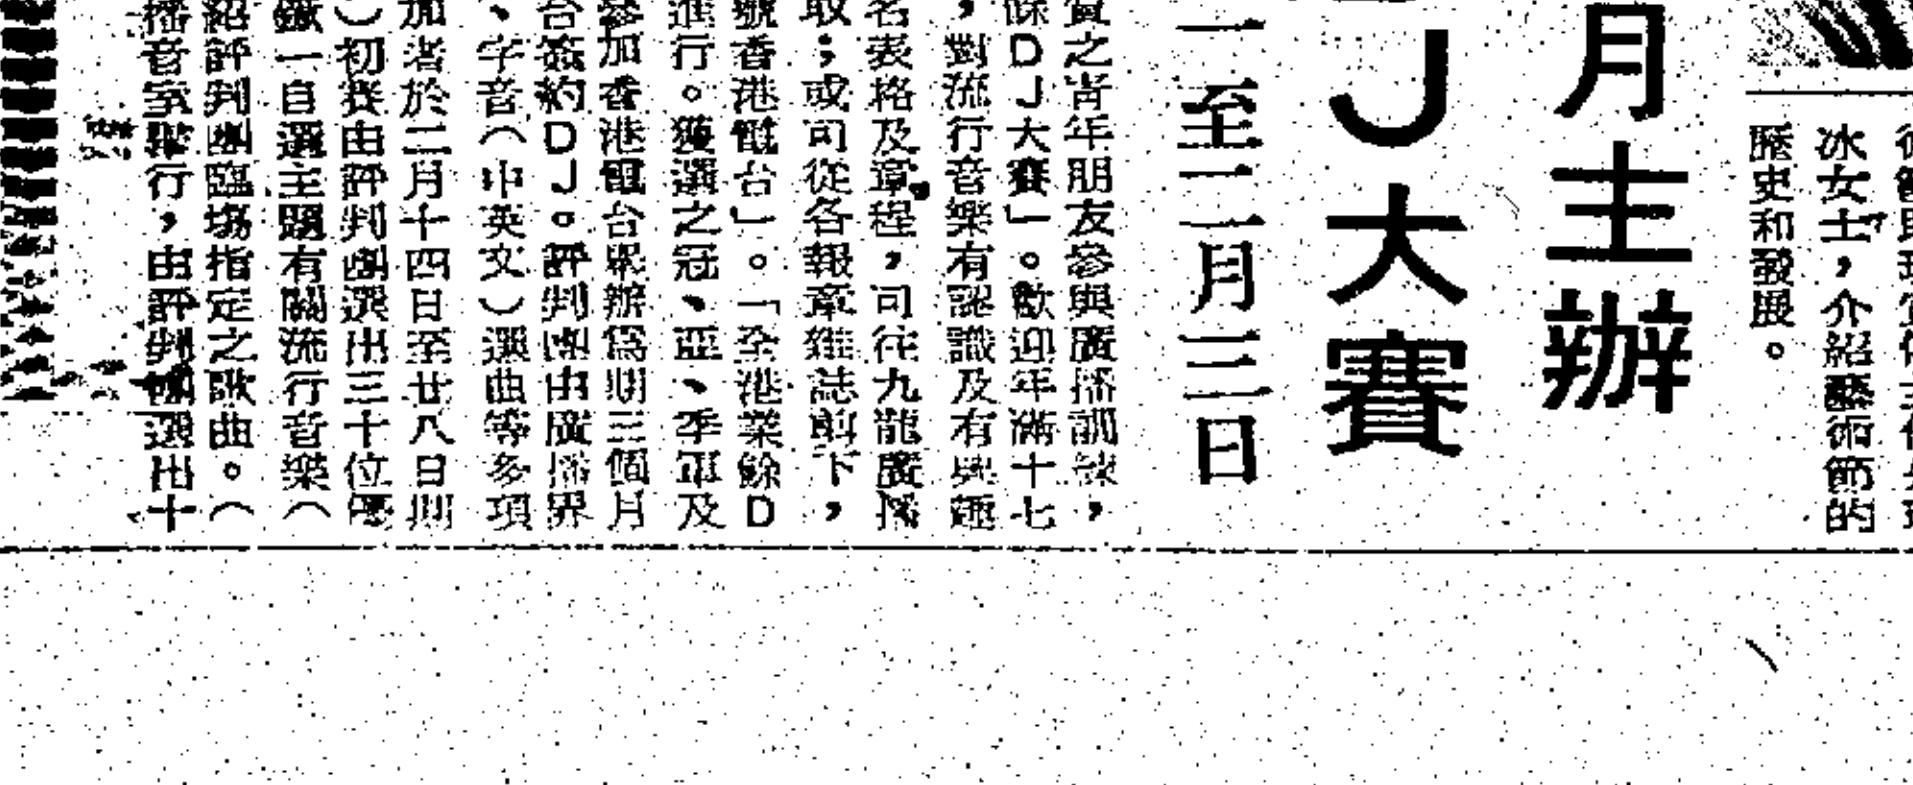 冰女士，介紹藝術節的
歷史和發展。
月主辦
J大賽
一至二月三日
之青年朋友參與廣播訓練，
餘DJ大賽」。歡迎年滿十七
，對流行音樂有認識及有興趣
名表格及章程，可往九龍廣播
取；或可從各報章雜誌剪下，
號香港電台」。「全港業餘D
進行。獲選之冠、亞、季軍及
參加香港電台舉辦為期三個月
台簽約DJ。評判團由廣播界
、字音（中英文）選曲等多項
加者於二月十四日至廿八日期
）初賽由評判團選出三十位優
一自選主題有關流行音樂（
紹評判團臨場指定之歌曲。（
播音室舉行，由評判團選出十